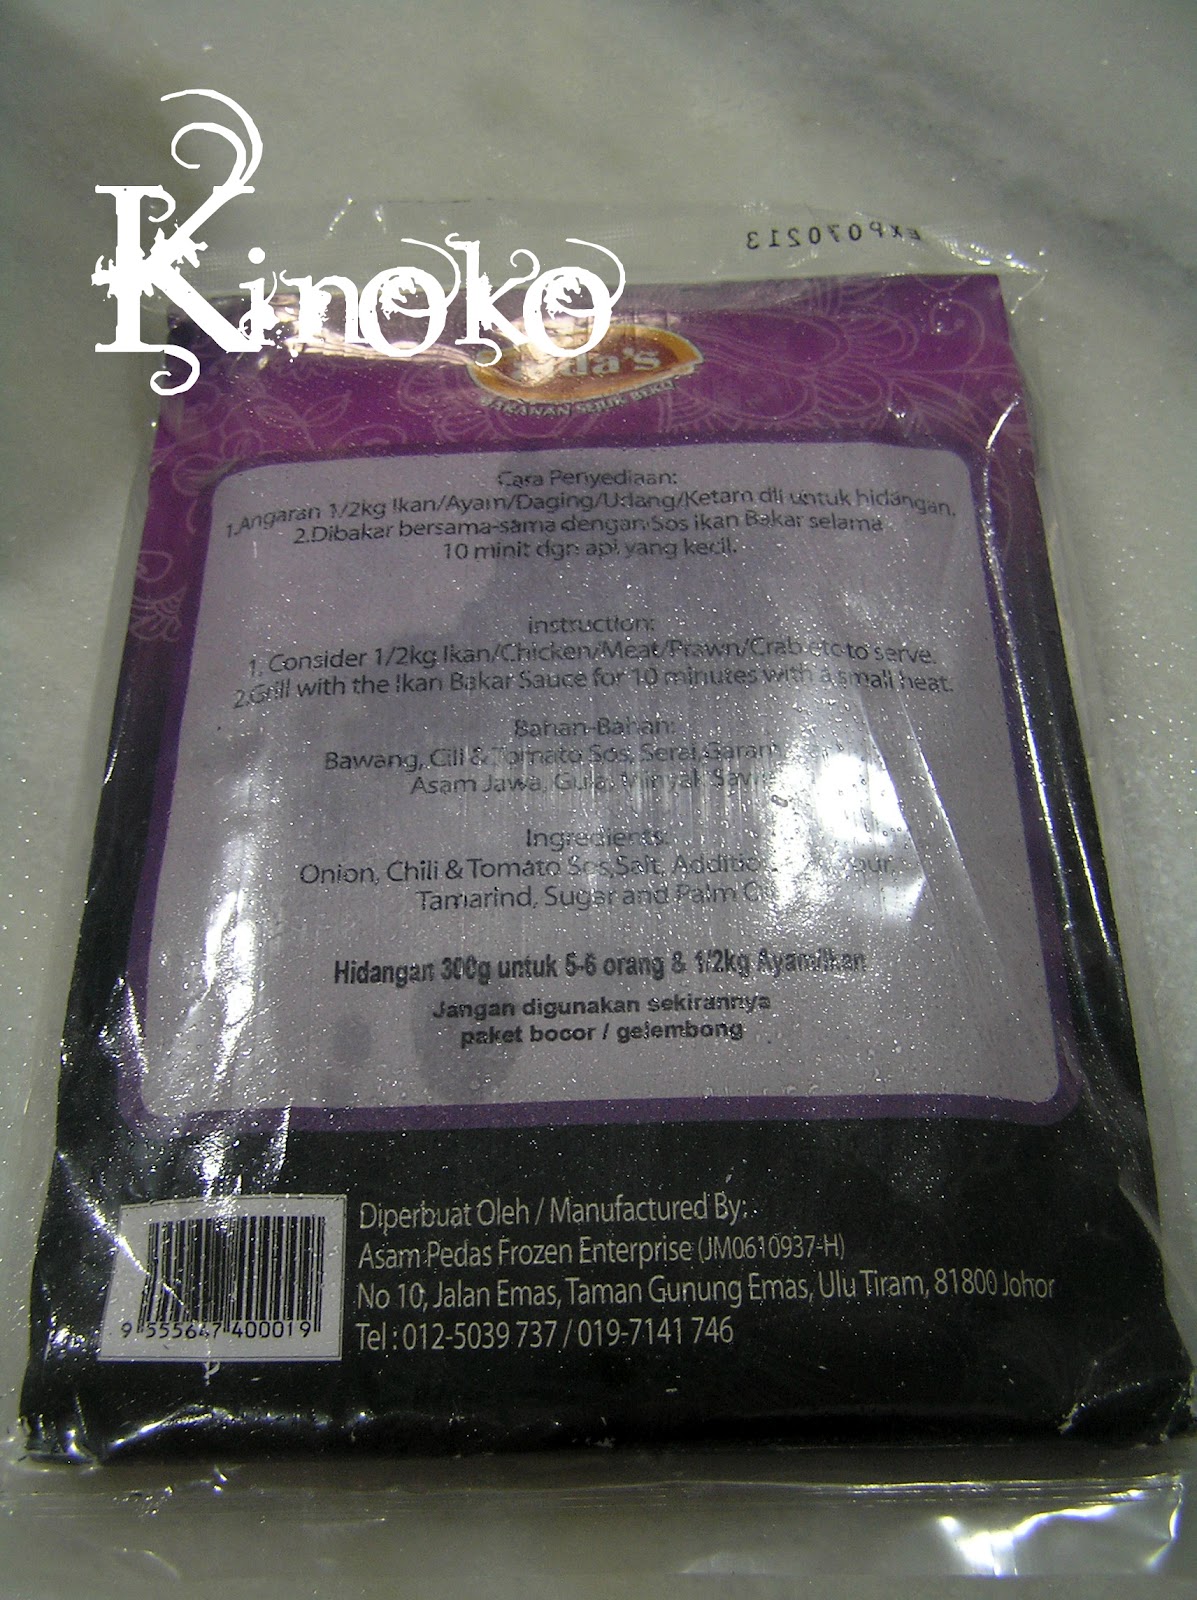 Kinoko
EXP070213
MAKANAN SEJUK BEKU
Cara Penyediaan:
1.Angaran 1/2kg Ikan/Ayam/Daging/Udang/Ketam dll untuk hidangan.
2.Dibakar bersama-sama dengan Sos ikan Bakar selama
10 minit dgn api yang kecil.
instruction:
1. Consider 1/2kg Ikan/Chicken/Meat/Prawn/Crab etc to serve.
2.Grill with the Ikan Bakar Sauce for 10 minutes with a small heat.
Bahan-Bahan:
Bawang, Cili & Tomato Sos, Serai,Garam
Asam Jawa, Gula, Minyak Sawit
Ingredients:
Onion, Chili & Tomato Sos,Salt,
Tamarind, Sugar and Palm
Hidangan 300g untuk 5-6 orang & 1/2kg Ayam/Ikan
Jangan digunakan sekirannya
paket bocor / gelembong
Diperbuat Oleh / Manufactured By:
Asam Pedas Frozen Enterprise (JM0610937-H)
No 10, Jalan Emas, Taman Gunung Emas, Ulu Tiram, 81800 Johor
Tel : 012-5039 737 / 019-7141 746
9 555647 400019